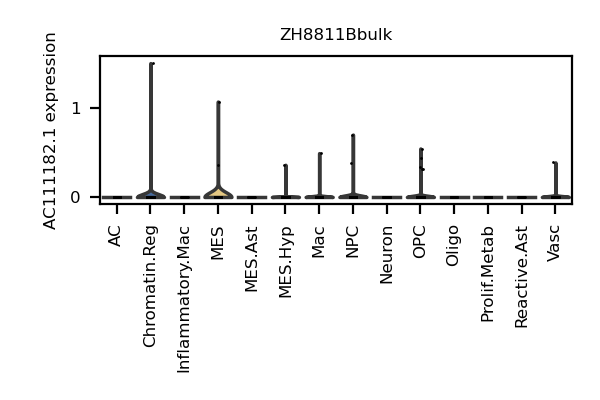 ZH8811Bbulk
AC111182.1 expression
1
0
AC
Chromatin.Reg
Inflammatory.Mac
MES
MES.Ast
MES.Hyp
Mac
NPC
Neuron
OPC
Oligo
Prolif.Metab
Reactive.Ast
Vasc